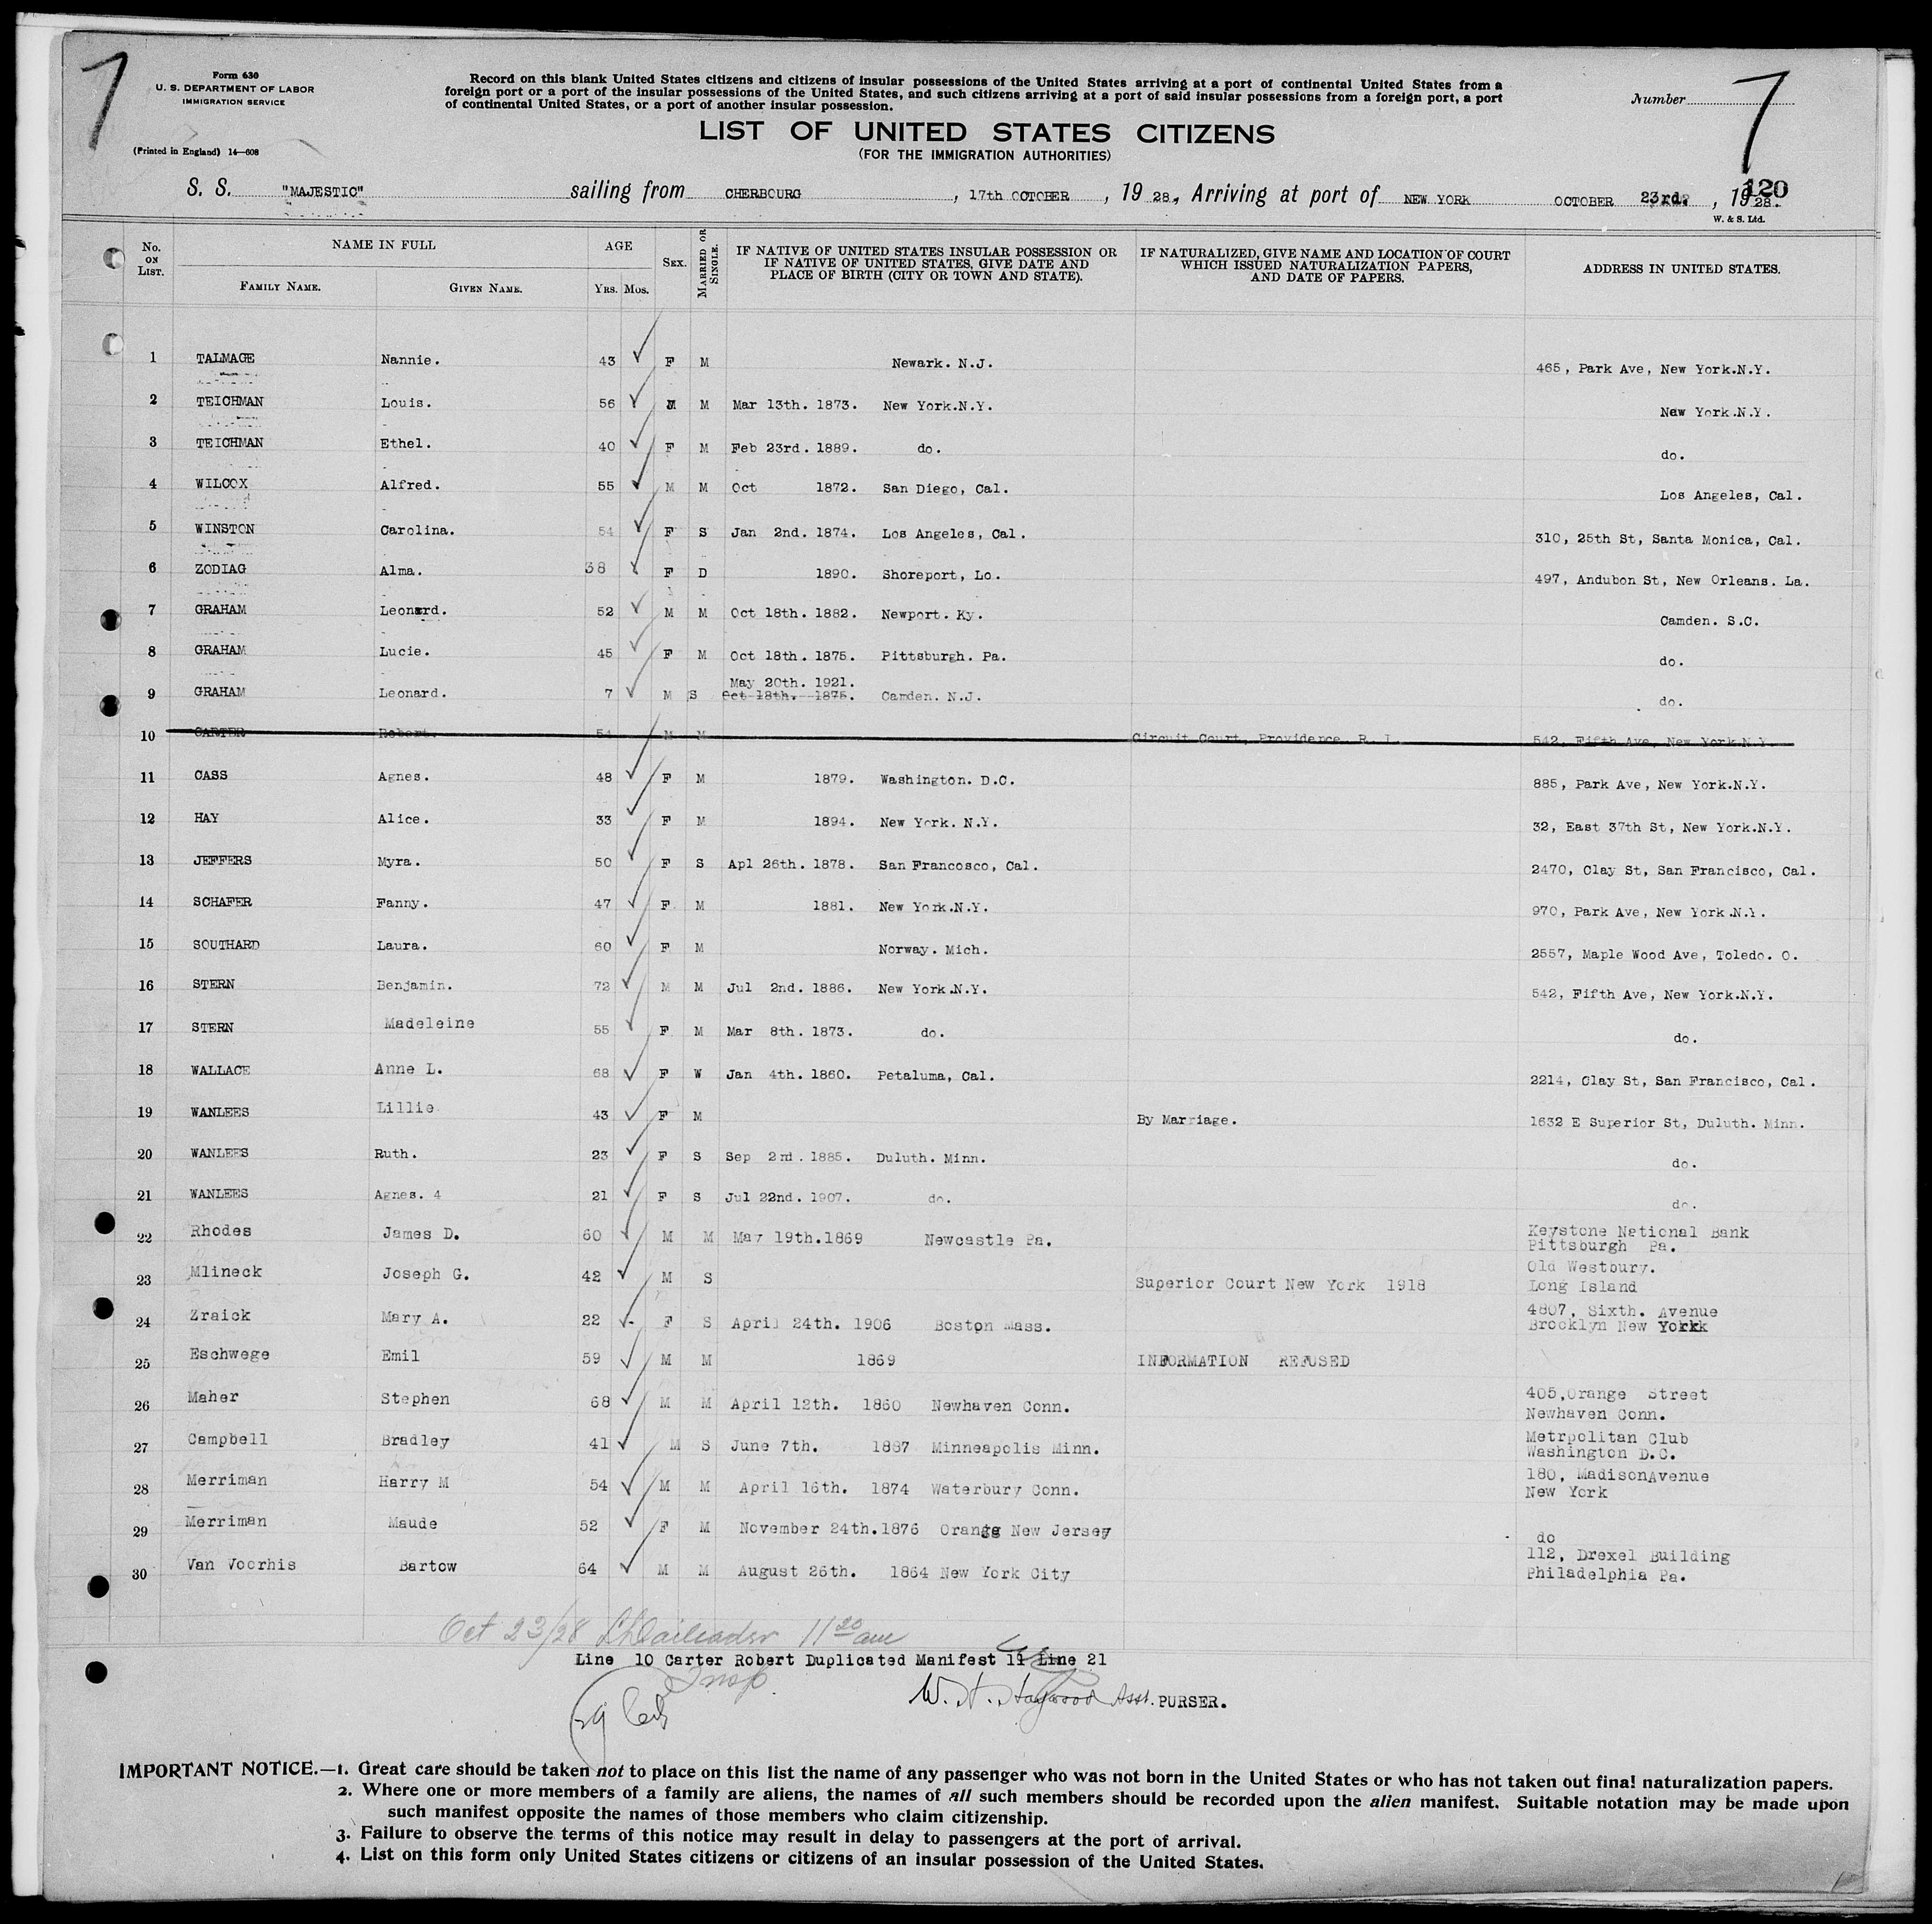 7
Form 630
U. S. DEPARTMENT OF LABOR
IMMIGRATION SERVICE
(Printed in England) 14—608
Record on this blank United States citizens and citizens of insular possessions of the United States arriving at a port of continental United States from a
foreign port or a port of the insular possessions of the United States, and such citizens arriving at a port of said insular possessions from a foreign port, a port
of continental United States, or a port of another insular possession.
Number 7
LIST OF UNITED STATES CITIZENS
(FOR THE IMMIGRATION AUTHORITIES)
120
S. S. "MAJESTIC" sailing from CHERBOURG, 17th OCTOBER, 19 28, Arriving at port of NEW YORK OCTOBER 23rd., 19 28.
W. & S. Ltd.
No. ON LIST. NAME IN FULL FAMILY NAME. GIVEN NAME. AGE YRS. MOS. SEX. MARRIED OR SINGLE. IF NATIVE OF UNITED STATES INSULAR POSSESSION OR IF NATIVE OF UNITED STATES, GIVE DATE AND PLACE OF BIRTH (CITY OR TOWN AND STATE). IF NATURALIZED, GIVE NAME AND LOCATION OF COURT WHICH ISSUED NATURALIZATION PAPERS, AND DATE OF PAPERS. ADDRESS IN UNITED STATES.
1 TALMAGE Nannie. 43 F M Newark. N.J. 465, Park Ave, New York.N.Y.
2 TEICHMAN Louis. 56 M M Mar 13th. 1873. New York.N.Y. New York.N.Y.
3 TEICHMAN Ethel. 40 F M Feb 23rd. 1889. do. do.
4 WILCOX Alfred. 55 M M Oct 1872. San Diego, Cal. Los Angeles, Cal.
5 WINSTON Carolina. 54 F S Jan 2nd. 1874. Los Angeles, Cal. 310, 25th St, Santa Monica, Cal.
6 ZODIAG Alma. 38 F D 1890. Shoreport, Lo. 497, Andubon St, New Orleans. La.
7 GRAHAM Leonard. 52 M M Oct 18th. 1882. Newport. Ky. Camden. S.C.
8 GRAHAM Lucie. 45 F M Oct 18th. 1875. Pittsburgh. Pa. do.
9 GRAHAM Leonard. 7 M S May 20th. 1921. Oct 18th. 1875. Camden. N.J. do.
10 CARTER Robert. 54 M M Circuit Court, Providence R. I. 542, Fifth Ave, New York N.Y.
11 CASS Agnes. 48 F M 1879. Washington. D.C. 885, Park Ave, New York.N.Y.
12 HAY Alice. 33 F M 1894. New York. N.Y. 32, East 37th St, New York.N.Y.
13 JEFFERS Myra. 50 F S Apl 26th. 1878. San Francosco, Cal. 2470, Clay St, San Francisco, Cal.
14 SCHAFER Fanny. 47 F M 1881. New York.N.Y. 970, Park Ave, New York.N.Y.
15 SOUTHARD Laura. 60 F M Norway. Mich. 2557, Maple Wood Ave, Toledo. O.
16 STERN Benjamin. 72 M M Jul 2nd. 1886. New York.N.Y. 542, Fifth Ave, New York.N.Y.
17 STERN Madeleine 55 F M Mar 8th. 1873. do. do.
18 WALLACE Anne L. 68 F W Jan 4th. 1860. Petaluma, Cal. 2214, Clay St, San Francisco, Cal.
19 WANLEES Lillie 43 F M By Marriage. 1632 E Superior St, Duluth. Minn.
20 WANLEES Ruth. 23 F S Sep 2nd. 1885. Duluth. Minn. do.
21 WANLEES Agnes. 4 21 F S Jul 22nd. 1907. do. do.
22 Rhodes James D. 60 M M May 19th.1869 Newcastle Pa. Keystone National Bank Pittsburgh Pa.
23 Mlineck Joseph G. 42 M S Superior Court New York 1918 Old Westbury. Long Island
24 Zraick Mary A. 22 F S April 24th. 1906 Boston Mass. 4807, Sixth. Avenue Brooklyn New Yorkk
25 Eschwege Emil 59 M M 1869 INFORMATION REFUSED
26 Maher Stephen 68 M M April 12th. 1860 Newhaven Conn. 405,Orange Street Newhaven Conn.
27 Campbell Bradley 41 M S June 7th. 1887 Minneapolis Minn. Metrpolitan Club Washington D.C.
28 Merriman Harry M 54 M M April 16th. 1874 Waterbury Conn. 180, MadisonAvenue New York
29 Merriman Maude 52 F M November 24th.1876 Orange New Jersey do
30 Van Voorhis Bartow 64 M M August 26th. 1864 New York City 112, Drexel Building Philadelphia Pa.
Oct 23/28 11 20 am
Line 10 Carter Robert Duplicated Manifest 11 Line 21
Insp
W. H. Haywood Asst. PURSER.
IMPORTANT NOTICE.—1. Great care should be taken not to place on this list the name of any passenger who was not born in the United States or who has not taken out final naturalization papers.
2. Where one or more members of a family are aliens, the names of all such members should be recorded upon the alien manifest. Suitable notation may be made upon
such manifest opposite the names of those members who claim citizenship.
3. Failure to observe the terms of this notice may result in delay to passengers at the port of arrival.
4. List on this form only United States citizens or citizens of an insular possession of the United States.